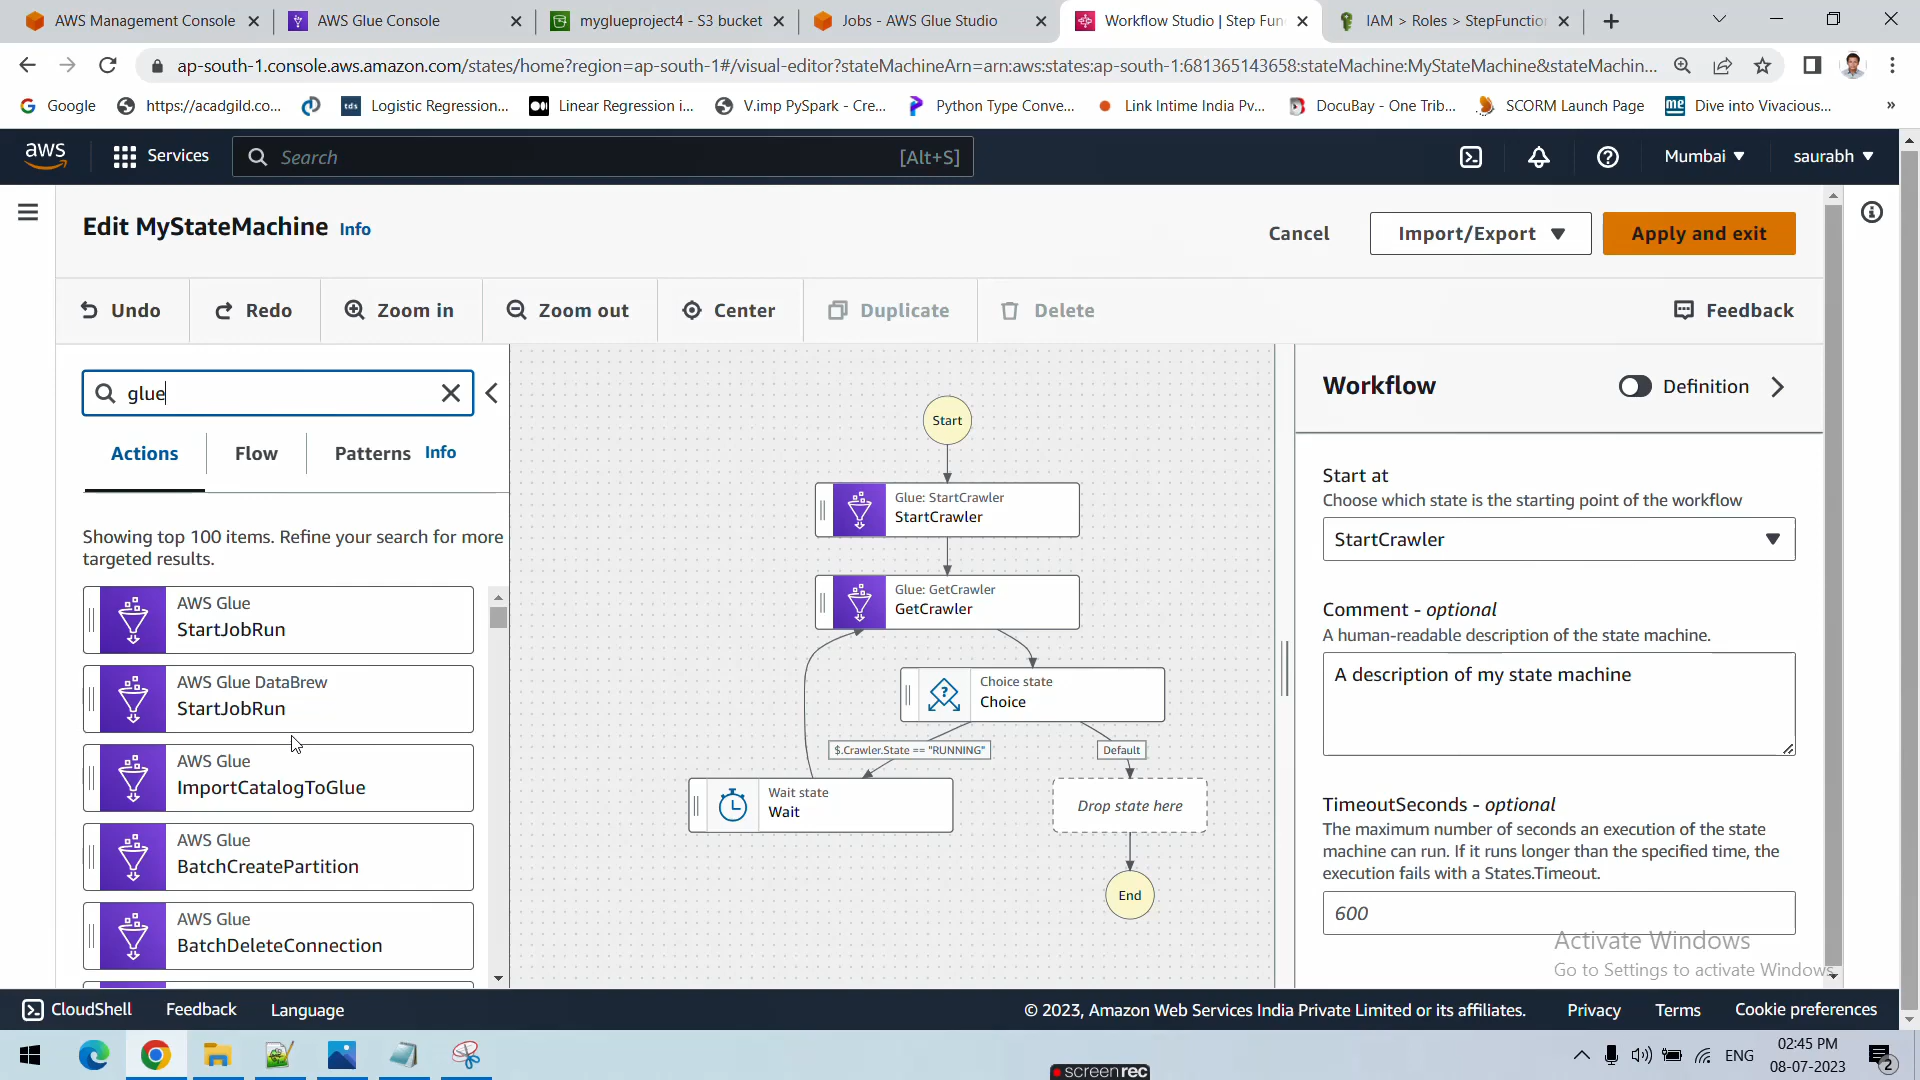 AWS Management Console
AWS Glue Console
myglueproject4 - S3 bucket
Jobs - AWS Glue Studio
Workflow Studio | Step Fun
IAM > Roles > StepFunctio
ap-south-1.console.aws.amazon.com/states/home?region=ap-south-1#/visual-editor?stateMachineArn=arn:aws:states:ap-south-1:681365143658:stateMachine:MyStateMachine&stateMachin...
Google
https://acadgild.co...
tds
Logistic Regression...
Linear Regression i...
V.imp PySpark - Cre...
Python Type Conve...
Link Intime India Pv...
DocuBay - One Trib...
SCORM Launch Page
me
Dive into Vivacious...
»
aws
Services
Search
[Alt+S]
Mumbai
saurabh
Edit MyStateMachine
Info
Cancel
Import/Export
Apply and exit
Undo
Redo
Zoom in
Zoom out
Center
Duplicate
Delete
Feedback
glue
Actions
Flow
Patterns
Info
Showing top 100 items. Refine your search for more
targeted results.
AWS Glue
StartJobRun
AWS Glue DataBrew
StartJobRun
AWS Glue
ImportCatalogToGlue
AWS Glue
BatchCreatePartition
AWS Glue
BatchDeleteConnection
Start
Glue: StartCrawler
StartCrawler
Glue: GetCrawler
GetCrawler
Choice state
Choice
$.Crawler.State == "RUNNING"
Default
Wait state
Wait
Drop state here
End
Workflow
Definition
Start at
Choose which state is the starting point of the workflow
StartCrawler
Comment - optional
A human-readable description of the state machine.
A description of my state machine
TimeoutSeconds - optional
The maximum number of seconds an execution of the state
machine can run. If it runs longer than the specified time, the
execution fails with a States.Timeout.
600
Activate Windows
Go to Settings to activate Windows.
CloudShell
Feedback
Language
© 2023, Amazon Web Services India Private Limited or its affiliates.
Privacy
Terms
Cookie preferences
screenrec
ENG
02:45 PM
08-07-2023
2